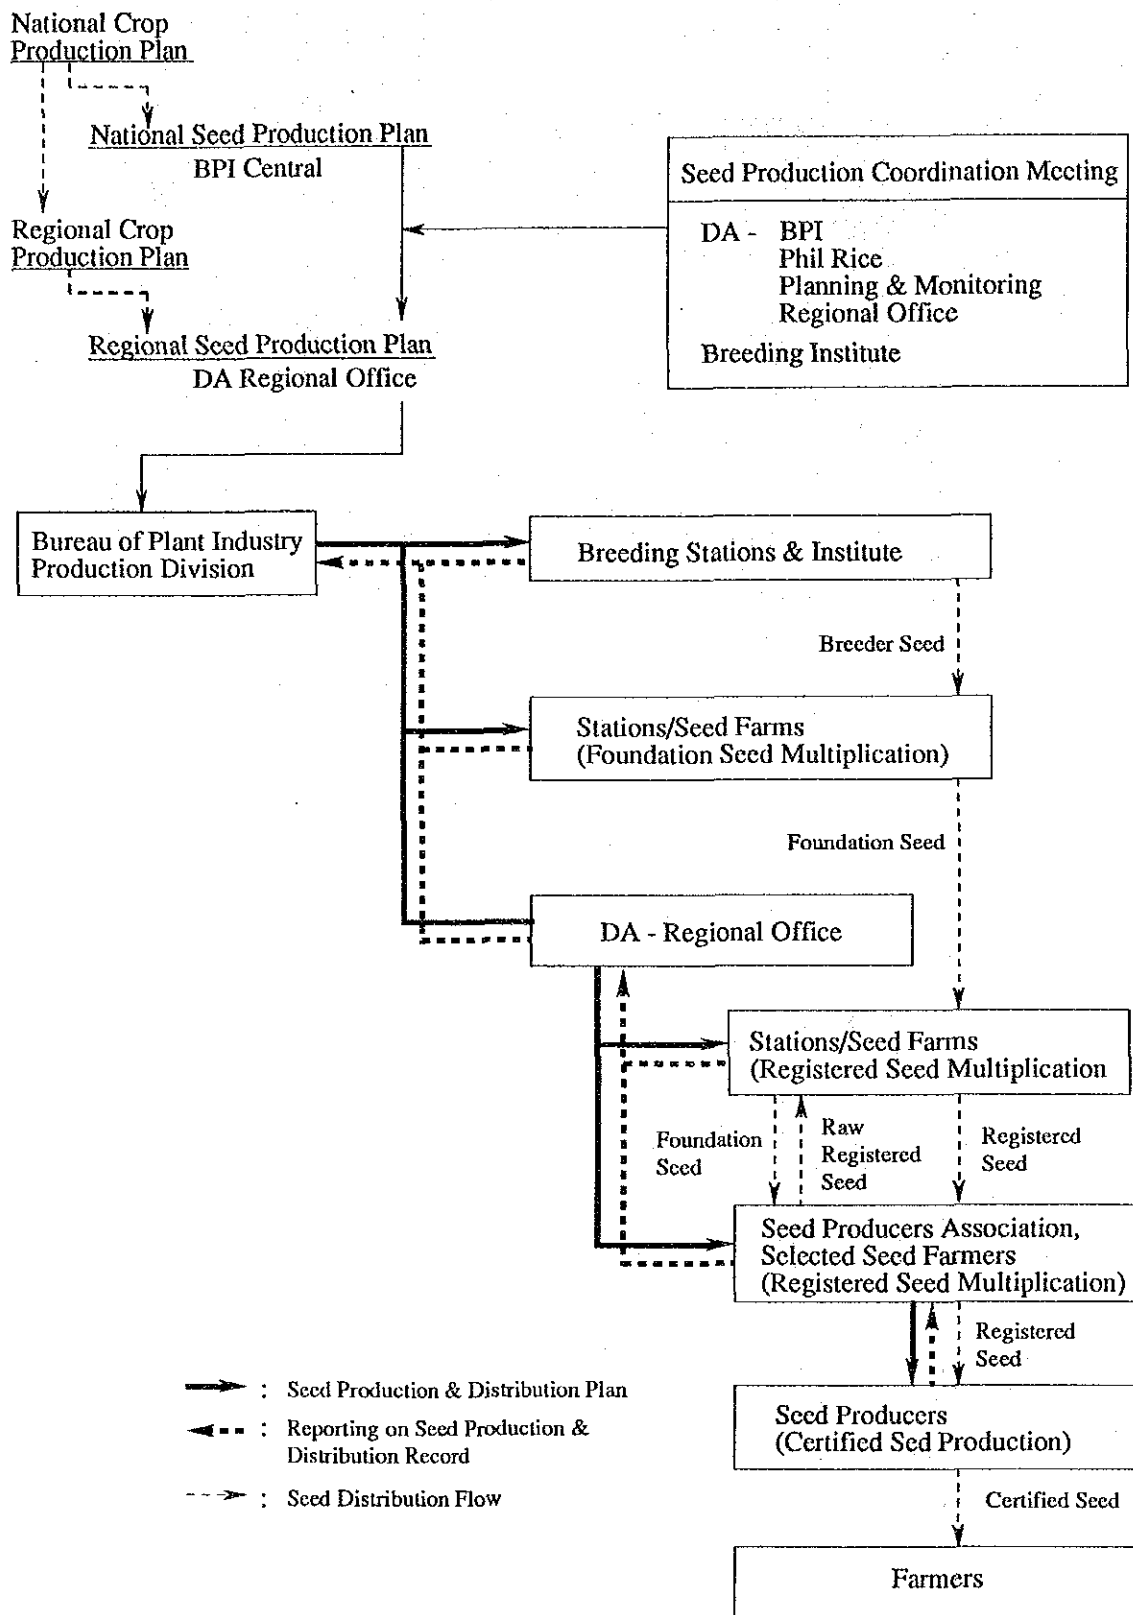 National Crop
Production Plan
National Seed Production Plan
BPI Central
Seed Production Coordination Meeting
DA - BPI
Phil Rice
Planning & Monitoring
Regional Office
Breeding Institute
Regional Crop
Production Plan
Regional Seed Production Plan
DA Regional Office
Bureau of Plant Industry
Production Division
Breeding Stations & Institute
Breeder Seed
Stations/Seed Farms
(Foundation Seed Multiplication)
Foundation Seed
DA - Regional Office
Stations/Seed Farms
(Registered Seed Multiplication
Foundation
Seed
Raw
Registered
Seed
Registered
Seed
Seed Producers Association,
Selected Seed Farmers
(Registered Seed Multiplication)
Registered
Seed
Seed Producers
(Certified Sed Production)
Certified Seed
Farmers
: Seed Production & Distribution Plan
: Reporting on Seed Production &
Distribution Record
: Seed Distribution Flow